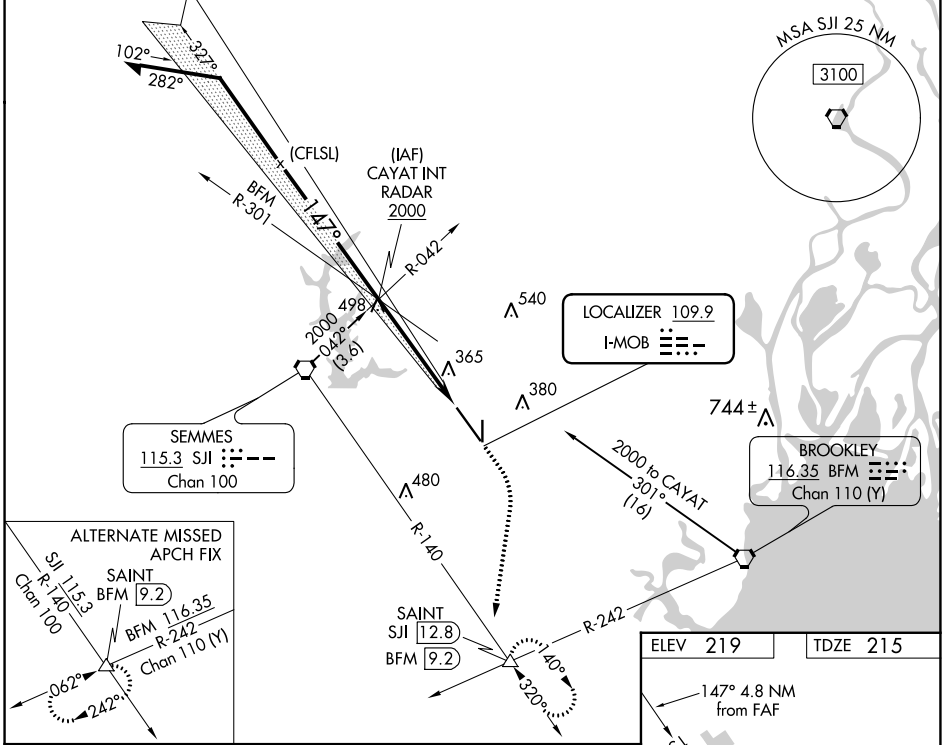 327°
102°
282°
(CFLSL)
BFM
R-301
147°
(IAF)
CAYAT INT
RADAR
2000
R-042
MSA SJI 25 NM
3100
498
2000
042°
(3.6)
540
365
380
LOCALIZER 109.9
I-MOB
744±
SEMMES
115.3 SJI
Chan 100
480
R-140
2000 to CAYAT
301°
(16)
BROOKLEY
116.35 BFM
Chan 110 (Y)
ALTERNATE MISSED
APCH FIX
SJI 115.3
R-140
Chan 100
SAINT
BFM 9.2
BFM 116.35
R-242
Chan 110 (Y)
062°
242°
SAINT
SJI 12.8
BFM 9.2
R-242
140°
320°
ELEV 219
TDZE 215
147° 4.8 NM
from FAF